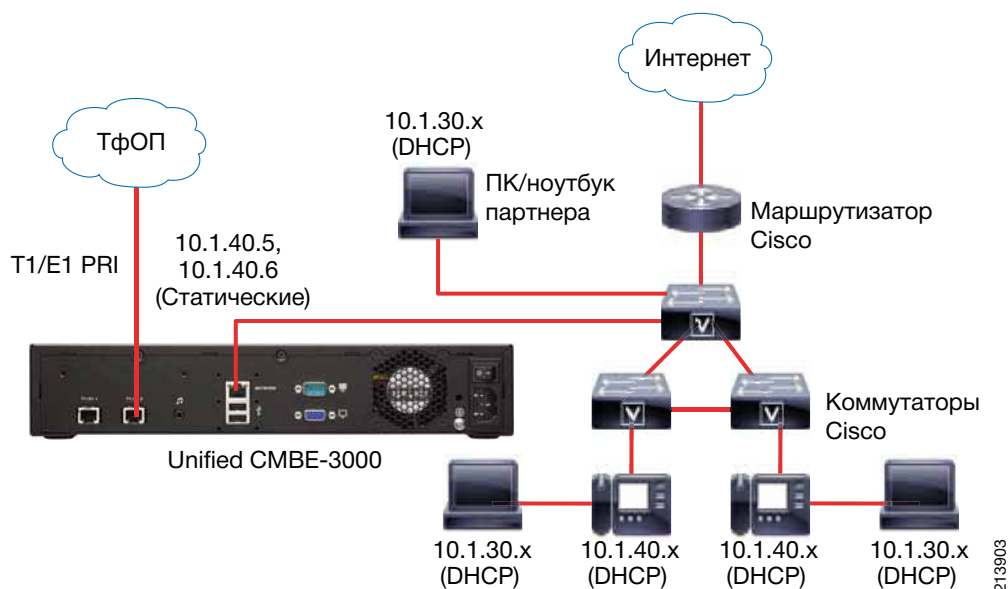 Интернет
ТфОП
10.1.30.x
(DHCP)
ПК/ноутбук
партнера
Маршрутизатор
Cisco
T1/E1 PRI
10.1.40.5,
10.1.40.6
(Статические)
NETWORK
V
V
V
Коммутаторы
Cisco
Unified CMBE-3000
10.1.30.x
(DHCP)
10.1.40.x
(DHCP)
10.1.40.x
(DHCP)
10.1.30.x
(DHCP)
213903